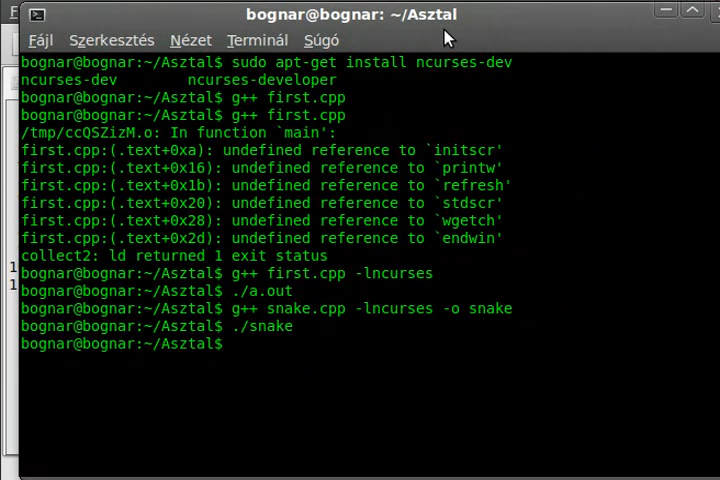 bognar@bognar: ~/Asztal
Fájl Szerkesztés Nézet Terminál Súgó
bognar@bognar:~/Asztal$ sudo apt-get install ncurses-dev
ncurses-dev ncurses-developer
bognar@bognar:~/Asztal$ g++ first.cpp
bognar@bognar:~/Asztal$ g++ first.cpp
/tmp/ccQSZizM.o: In function `main':
first.cpp:(.text+0xa): undefined reference to `initscr'
first.cpp:(.text+0x16): undefined reference to `printw'
first.cpp:(.text+0x1b): undefined reference to `refresh'
first.cpp:(.text+0x20): undefined reference to `stdscr'
first.cpp:(.text+0x28): undefined reference to `wgetch'
first.cpp:(.text+0x2d): undefined reference to `endwin'
collect2: ld returned 1 exit status
bognar@bognar:~/Asztal$ g++ first.cpp -lncurses
bognar@bognar:~/Asztal$ ./a.out
bognar@bognar:~/Asztal$ g++ snake.cpp -lncurses -o snake
bognar@bognar:~/Asztal$ ./snake
bognar@bognar:~/Asztal$